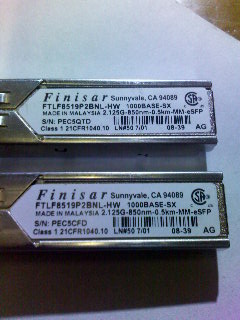 Finisar Sunnyvale, CA 94089
FTLF8519P2BNL-HW 1000BASE-SX
MADE IN MALAYSIA 2.125G-850nm-0.5km-MM-eSFP
S/N: PEC5QTD
Class 1 21CFR1040.10 LN#50 7/01 08-39 AG
Finisar Sunnyvale, CA 94089
FTLF8519P2BNL-HW 1000BASE-SX
MADE IN MALAYSIA 2.125G-850nm-0.5km-MM-eSFP
S/N: PEC5CFD
Class 1 21CFR1040.10 LN#50 7/01 08-39 AG